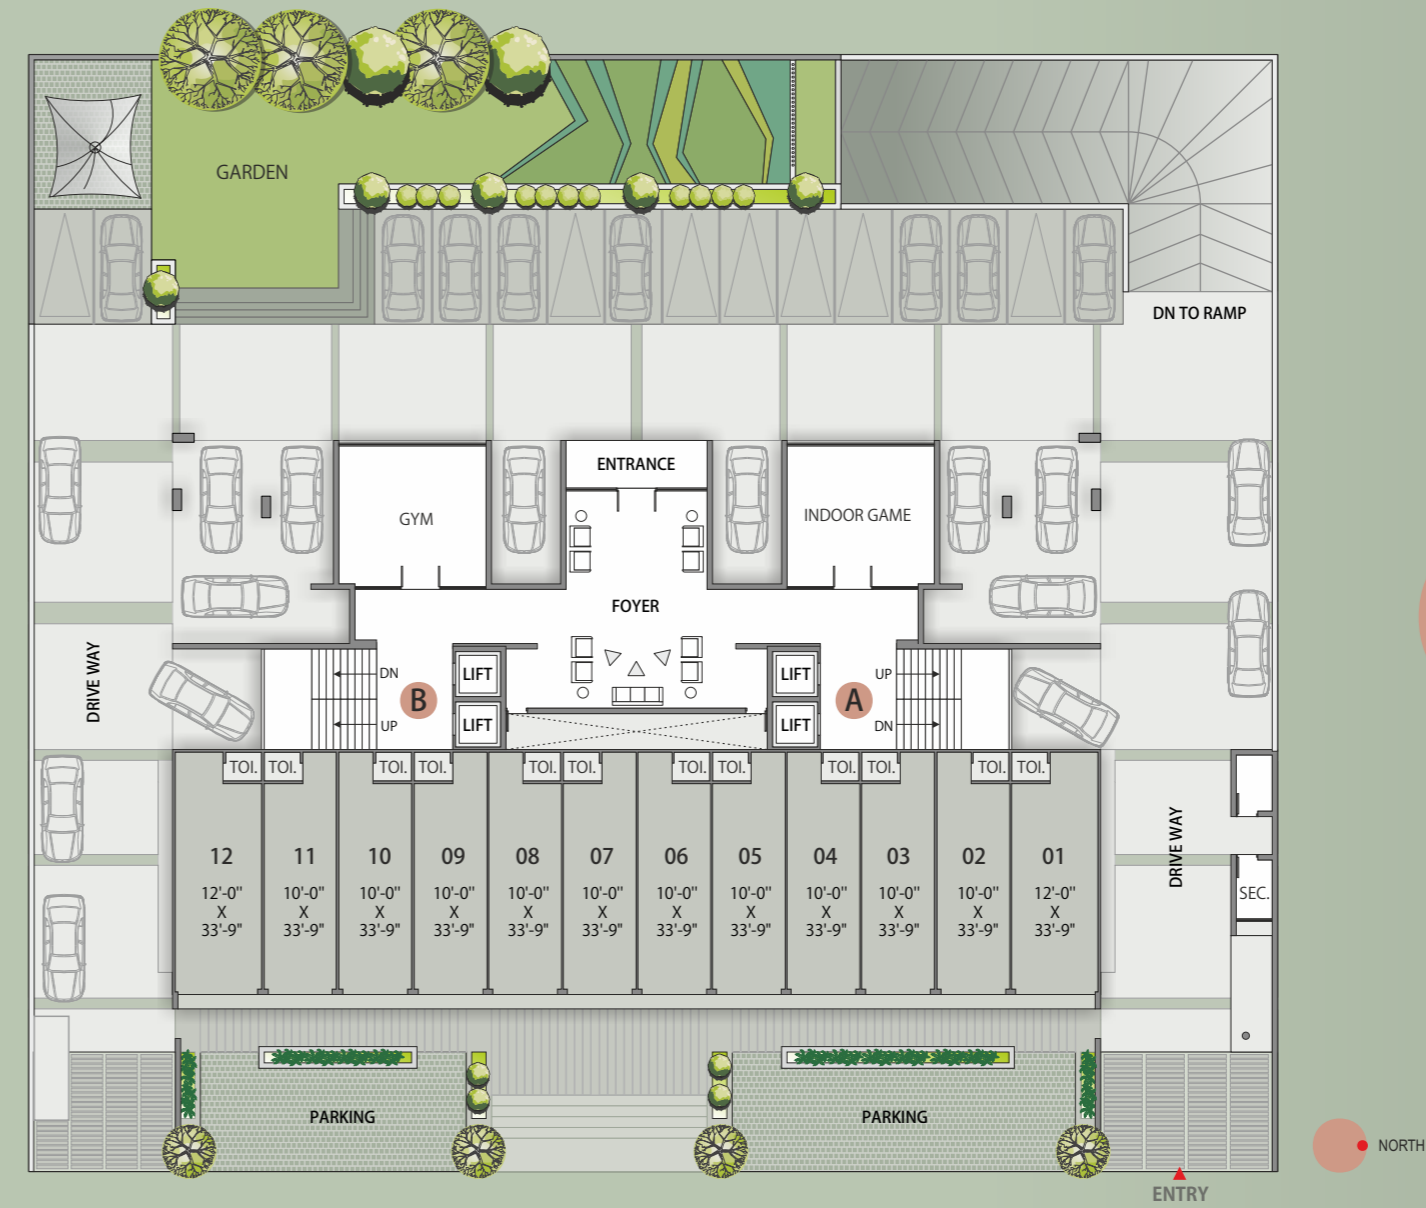 GARDEN
DN TO RAMP
ENTRANCE
GYM
INDOOR GAME
FOYER
DRIVE WAY
DN
LIFT
LIFT
UP
B
A
UP
LIFT
LIFT
DN
TOI. TOI. TOI. TOI. TOI. TOI. TOI. TOI. TOI. TOI. TOI. TOI.
12 11 10 09 08 07 06 05 04 03 02 01
12'-0" 10'-0" 10'-0" 10'-0" 10'-0" 10'-0" 10'-0" 10'-0" 10'-0" 10'-0" 10'-0" 12'-0"
X X X X X X X X X X X X
33'-9" 33'-9" 33'-9" 33'-9" 33'-9" 33'-9" 33'-9" 33'-9" 33'-9" 33'-9" 33'-9" 33'-9"
DRIVE WAY
SEC.
PARKING
PARKING
NORTH
ENTRY